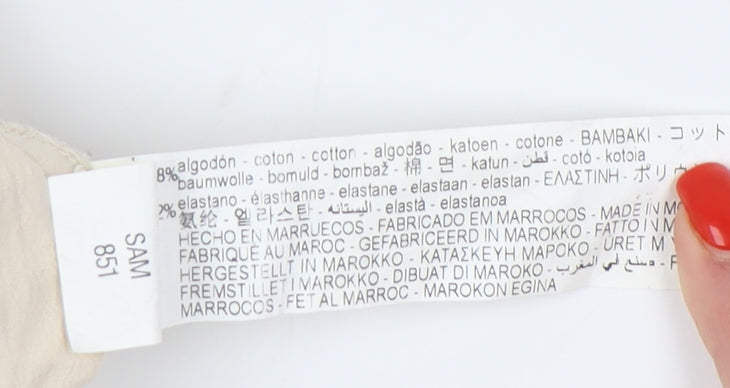 8% algodón - coton - cotton - algodão - katoen - cotone - ΒΑΜΒΑΚΙ - コット
baumwolle - bomuld - bombaž - 棉 - 면 - katun - قطن - cotó - kotoia
2% elastano - élasthanne - elastane - elastaan - elastan - ΕΛΑΣΤΙΝΗ - ポリウ
氨纶 - 엘라스탄 - اليستانه - elastà - elastanoa
HECHO EN MARRUECOS - FABRICADO EM MARROCOS - MADE IN MO
FABRIQUÉ AU MAROC - GEFABRICEERD IN MAROKKO - FATTO IN M
HERGESTELLT IN MAROKKO - ΚΑΤΑΣΚΕΥΗ ΜΑΡΟΚΟ - URET M
FREMSTILLET I MAROKKO - DIBUAT DI MAROKO - صنع في المغرب -
MARROCOS - FET AL MARROC - MAROKON EGINA
SAM
851